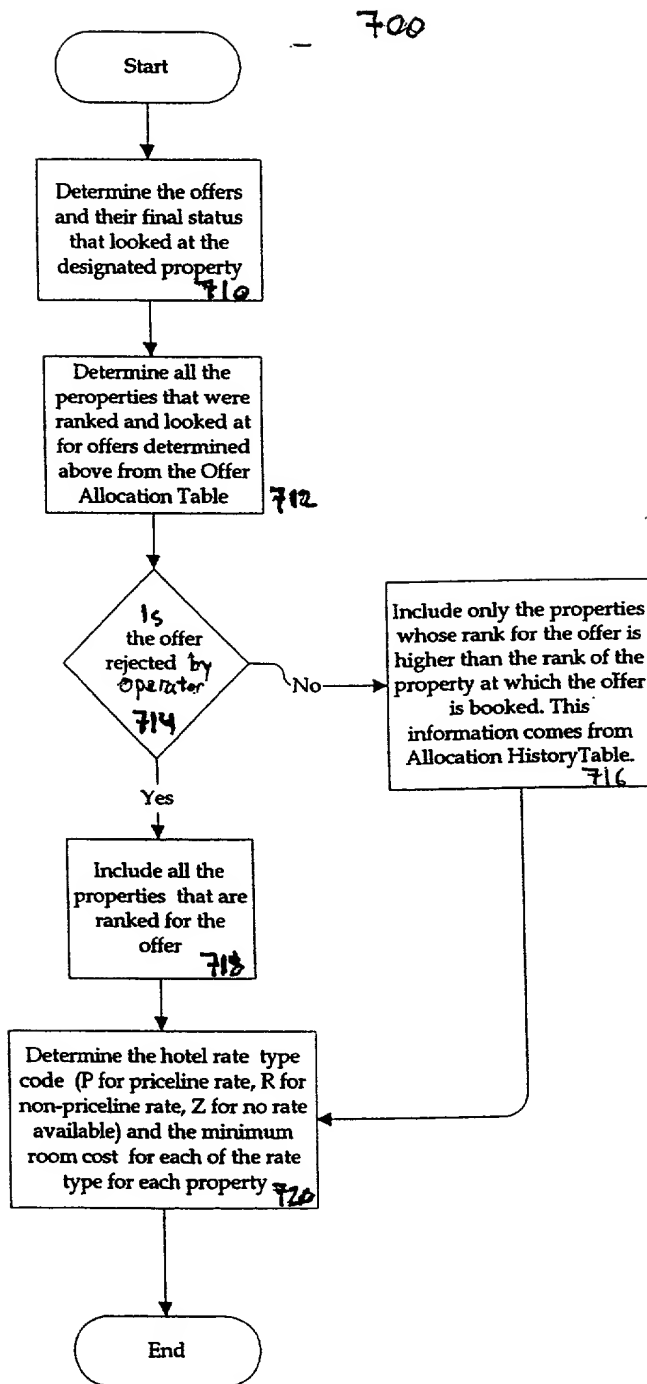 700
Start
Determine the offers
and their final status
that looked at the
designated property
710
Determine all the
peroperties that were
ranked and looked at
for offers determined
above from the Offer
Allocation Table
712
Is
the offer
rejected by
operator
714
No
Include only the properties
whose rank for the offer is
higher than the rank of the
property at which the offer
is booked. This
information comes from
Allocation HistoryTable.
716
Yes
Include all the
properties that are
ranked for the
offer
718
Determine the hotel rate type
code (P for priceline rate, R for
non-priceline rate, Z for no rate
available) and the minimum
room cost for each of the rate
type for each property
720
End